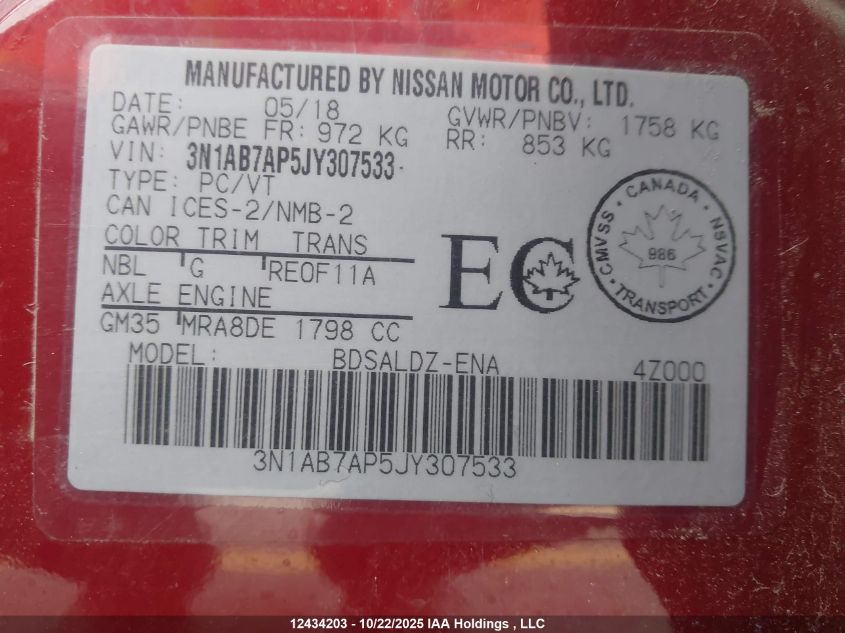 MANUFACTURED BY NISSAN MOTOR CO., LTD.
DATE: 05/18 GVWR/PNBV: 1758 KG
GAWR/PNBE FR: 972 KG RR: 853 KG
VIN: 3N1AB7AP5JY307533
TYPE: PC/VT
CAN ICES-2/NMB-2
COLOR TRIM TRANS
NBL G RE0F11A
AXLE ENGINE
GM35 MRA8DE 1798 CC
EC
CANADA
CMVSS NSVAC
986
TRANSPORT
MODEL: BDSALDZ-ENA 4Z000
3N1AB7AP5JY307533
12434203 - 10/22/2025 IAA Holdings , LLC